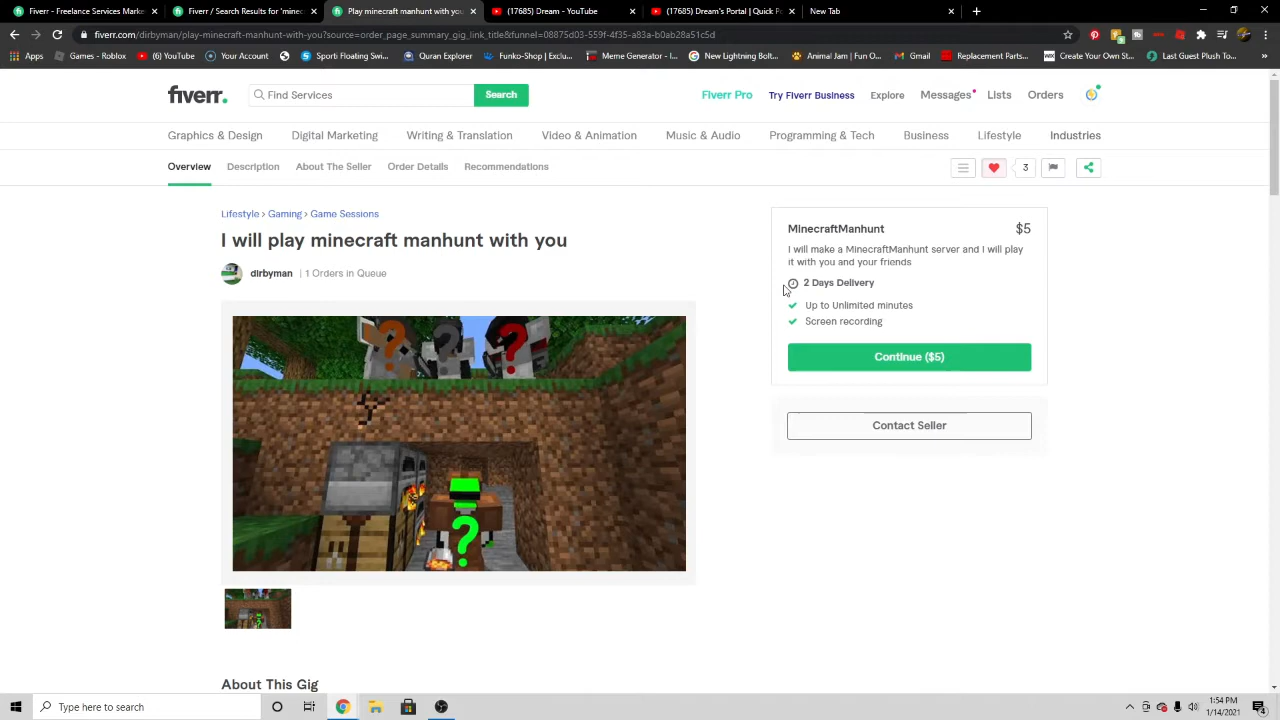 Fiverr - Freelance Services Mark
Fiverr / Search Results for 'mine
Play minecraft manhunt with you
(17685) Dream - YouTube
(17685) Dream's Portal | Quick F
New Tab
fiverr.com/dirbyman/play-minecraft-manhunt-with-you?source=order_page_summary_gig_link_title&funnel=08875d03-559f-4f35-a83a-b0ab28a51c5d
Apps
Games - Roblox
(6) YouTube
Your Account
Sporti Floating Swi...
Quran Explorer
Funko-Shop | Excl...
Meme Generator - I...
New Lightning Bolt...
Animal Jam | Fun O...
Gmail
Replacement Parts...
Create Your Own St...
Last Guest Plush To...
fiverr.
Find Services
Search
Fiverr Pro
Try Fiverr Business
Explore
Messages
Lists
Orders
Graphics & Design
Digital Marketing
Writing & Translation
Video & Animation
Music & Audio
Programming & Tech
Business
Lifestyle
Industries
Overview
Description
About The Seller
Order Details
Recommendations
3
Lifestyle › Gaming › Game Sessions
I will play minecraft manhunt with you
dirbyman | 1 Orders in Queue
MinecraftManhunt $5
I will make a MinecraftManhunt server and I will play
it with you and your friends
2 Days Delivery
Up to Unlimited minutes
Screen recording
Continue ($5)
Contact Seller
? ? ?
?
About This Gig
Type here to search
1:54 PM
1/14/2021